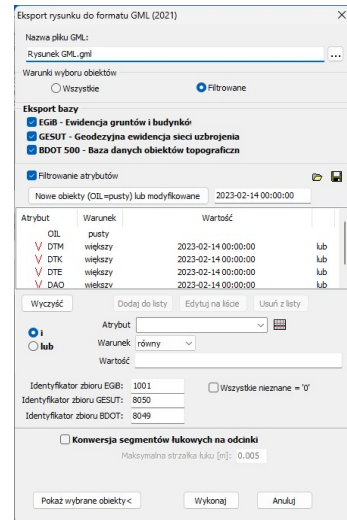 Eksport rysunku do formatu GML (2021)
Nazwa pliku GML:
Rysunek GML.gml
...
Warunki wyboru obiektów
Wszystkie Filtrowane
Eksport bazy
EGiB - Ewidencja gruntów i budynków
GESUT - Geodezyjna ewidencja sieci uzbrojenia
BDOT 500 - Baza danych obiektów topograficzn
Filtrowanie atrybutów
Nowe obiekty (OIL=pusty) lub modyfikowane 2023-02-14 00:00:00
Atrybut Warunek Wartość
OIL pusty
V DTM większy 2023-02-14 00:00:00 lub
V DTK większy 2023-02-14 00:00:00 lub
V DTE większy 2023-02-14 00:00:00 lub
V DAO większy 2023-02-14 00:00:00 lub
Wyczyść Dodaj do listy Edytuj na liście Usuń z listy
i
lub
Atrybut
Warunek równy
Wartość
Identyfikator zbioru EGiB: 1001 Wszystkie nieznane = '0'
Identyfikator zbioru GESUT: 8050
Identyfikator zbioru BDOT: 8049
Konwersja segmentów łukowych na odcinki
Maksymalna strzałka łuku [m]: 0.005
Pokaż wybrane obiekty< Wykonaj Anuluj